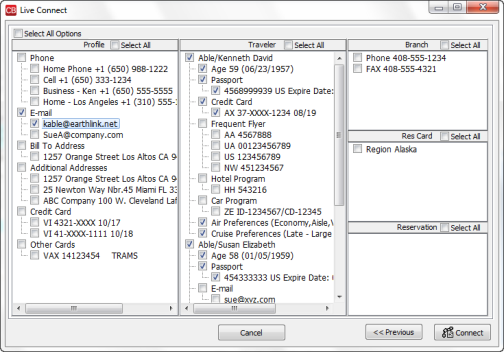 CB Live Connect
Select All Options
Profile Select All
Phone
Home Phone +1 (650) 988-1222
Cell +1 (650) 333-1234
Business - Ken +1 (650) 555-5555
Home - Los Angeles +1 (310) 555-1
E-mail
kable@earthlink.net
SueA@company.com
Bill To Address
1257 Orange Street Los Altos CA 9
Additional Addresses
1257 Orange Street Los Altos CA 94
25 Newton Way Nbr.45 Miami FL 33
ABC Company 100 W. Cleveland Laf
Credit Card
VI 4321-XXXX 10/17
VI 41-XXXX-1111 10/18
Other Cards
VAX 14123454 TRAMS
Traveler Select All
Able/Kenneth David
Age 59 (06/23/1957)
Passport
4568999939 US Expire Date:
Credit Card
AX 37-XXXX-1234 08/19
Frequent Flyer
AA 4567888
UA 00123456789
US 123456789
NW 451234567
Hotel Program
HH 543216
Car Program
ZE ID-1234567/CD-12345
Air Preferences (Economy,Aisle,V
Cruise Preferences (Late - Large
Able/Susan Elizabeth
Age 58 (01/05/1959)
Passport
454333333 US Expire Date:
E-mail
sue@xyz.com
Branch Select All
Phone 408-555-1234
FAX 408-555-4321
Res Card Select All
Region Alaska
Reservation Select All
Cancel
<< Previous
Connect